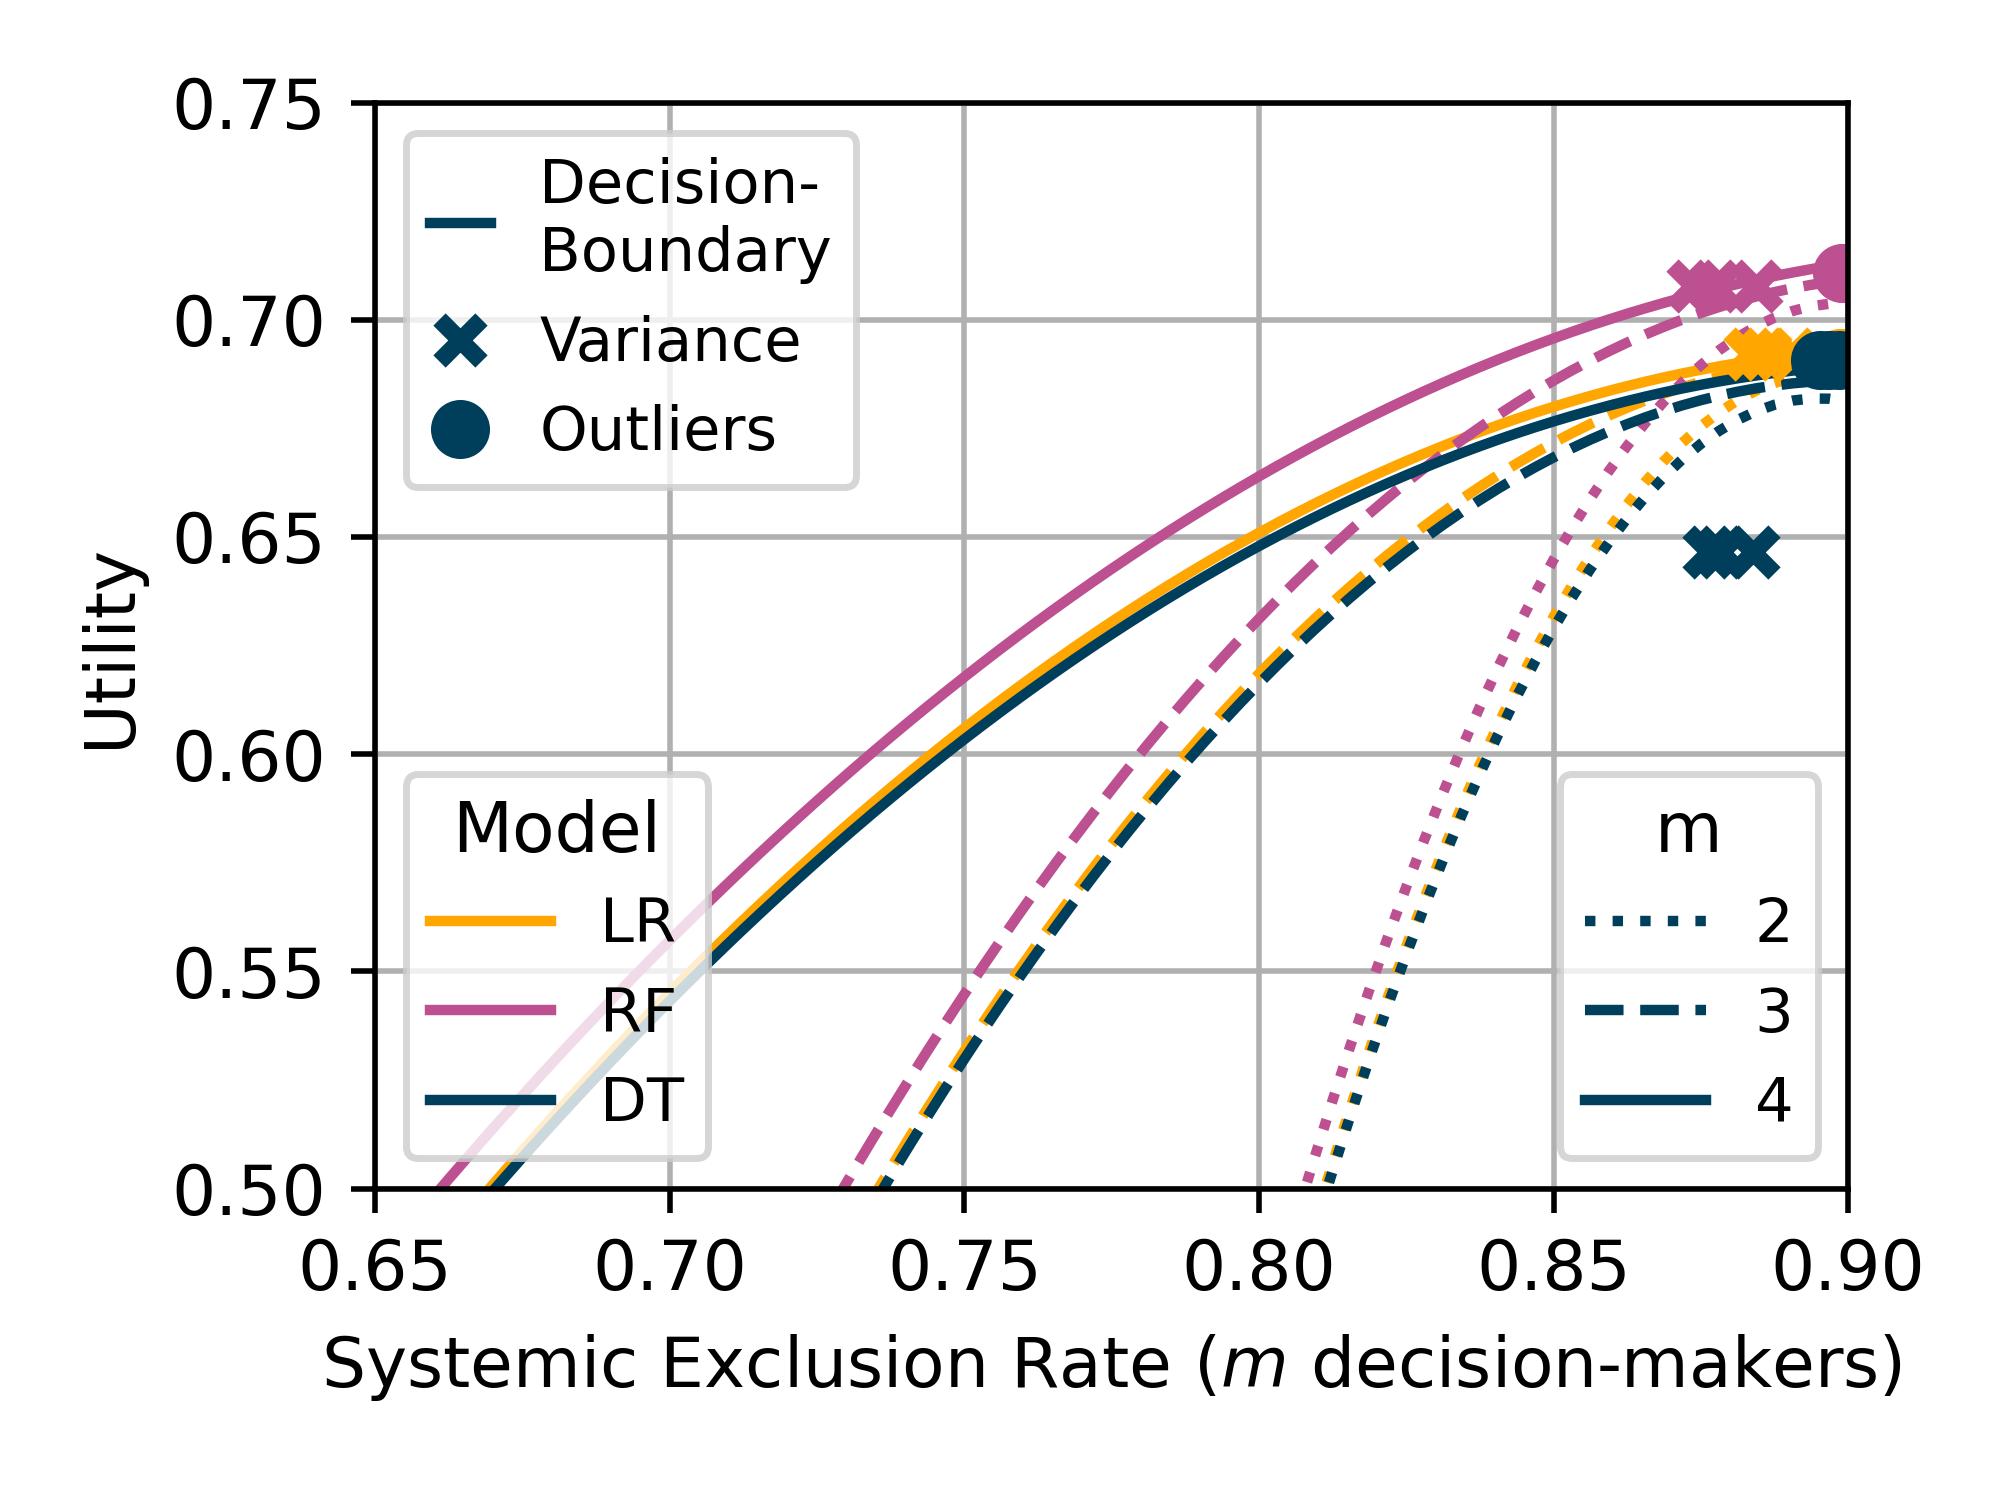 0.75
0.70
0.65
0.60
0.55
0.50
Utility
Decision-
Boundary
Variance
Outliers
Model
LR
RF
DT
m
2
3
4
0.65 0.70 0.75 0.80 0.85 0.90
Systemic Exclusion Rate (m decision-makers)